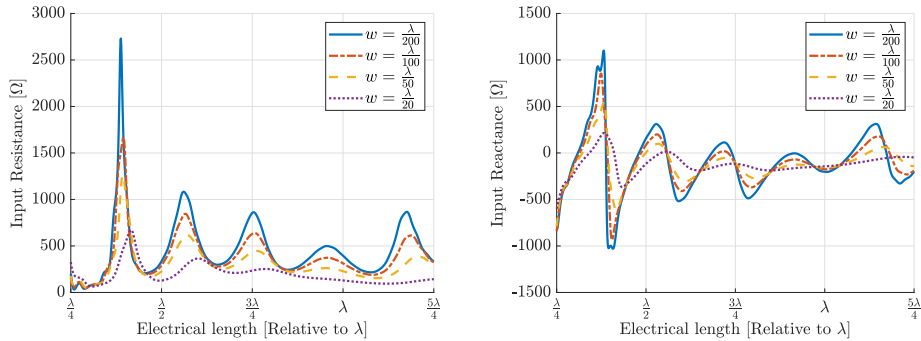 3000
2500
2000
1500
1000
500
0
Input Resistance [Ω]
w = λ/200
w = λ/100
w = λ/50
w = λ/20
λ/4
λ/2
3λ/4
λ
5λ/4
Electrical length [Relative to λ]
1500
1000
500
0
-500
-1000
-1500
Input Reactance [Ω]
w = λ/200
w = λ/100
w = λ/50
w = λ/20
λ/4
λ/2
3λ/4
λ
5λ/4
Electrical length [Relative to λ]